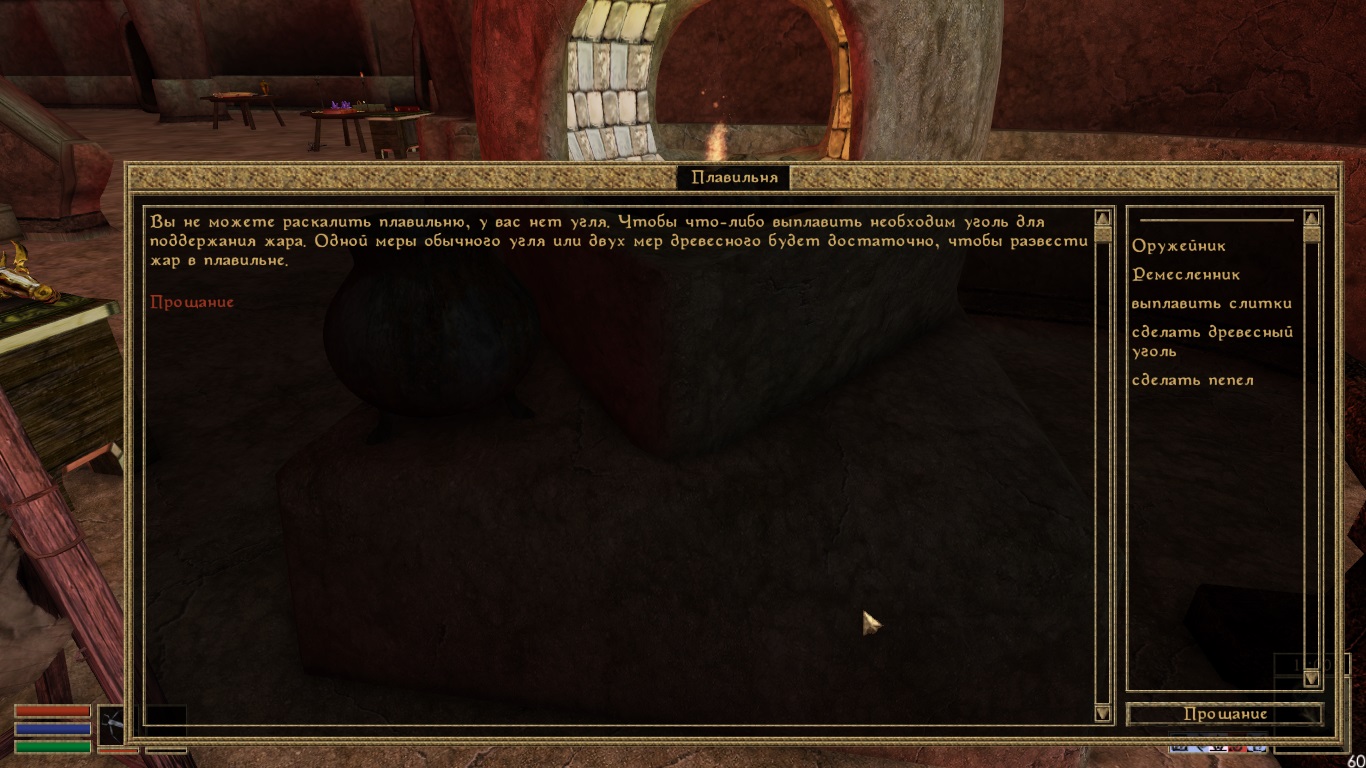 Плавильня
Вы не можете раскалить плавильню, у вас нет угля. Чтобы что-либо выплавить необходим уголь для
поддержания жара. Одной меры обычного угля или двух мер древесного будет достаточно, чтобы развести
жар в плавильне.
Прощание
Оружейник
Ремесленник
выплавить слитки
сделать древесный
уголь
сделать пепел
Прощание
60